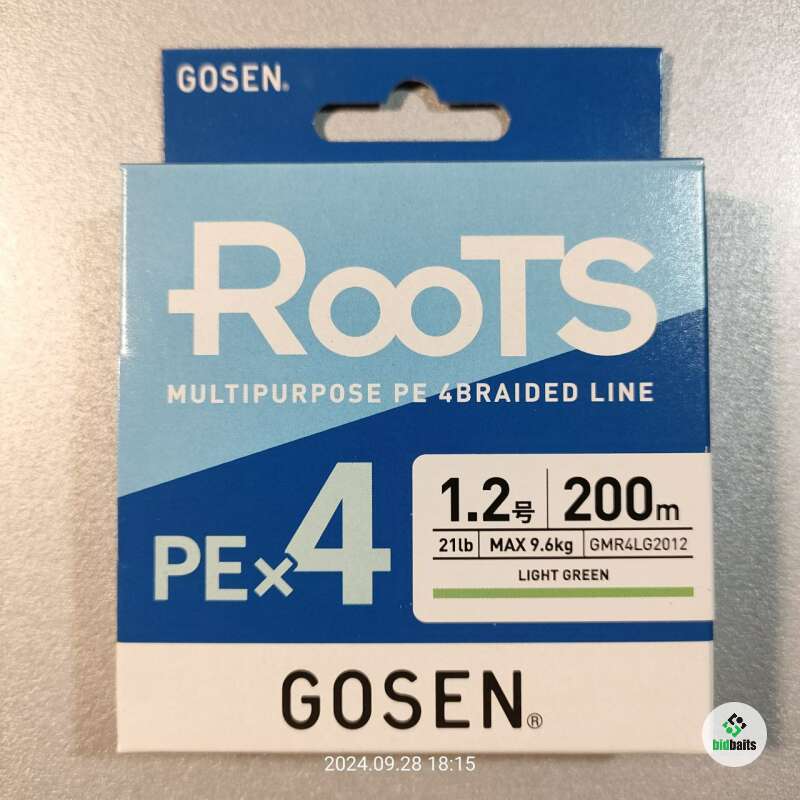 GOSEN®
RooTS
MULTIPURPOSE PE 4BRAIDED LINE
PE×4
1.2号 200m
21lb MAX 9.6kg GMR4LG2012
LIGHT GREEN
GOSEN®
bidbaits
2024.09.28 18:15